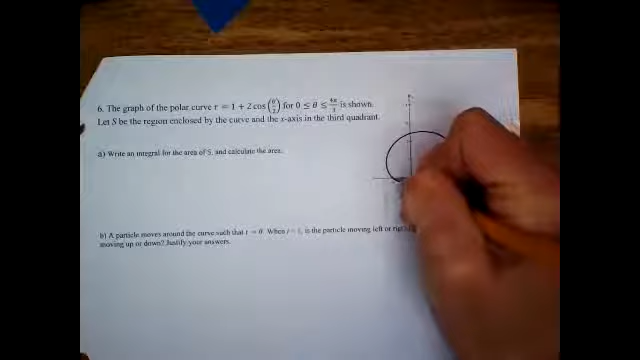 6. The graph of the polar curve r = 1 + 2 cos(θ/2) for 0 ≤ θ ≤ 4π/3 is shown.
Let S be the region enclosed by the curve and the x-axis in the third quadrant.
a) Write an integral for the area of S, and calculate the area.
b) A particle moves around the curve such that t = θ. When t = , is the particle moving left or
moving up or down? Justify your answers.